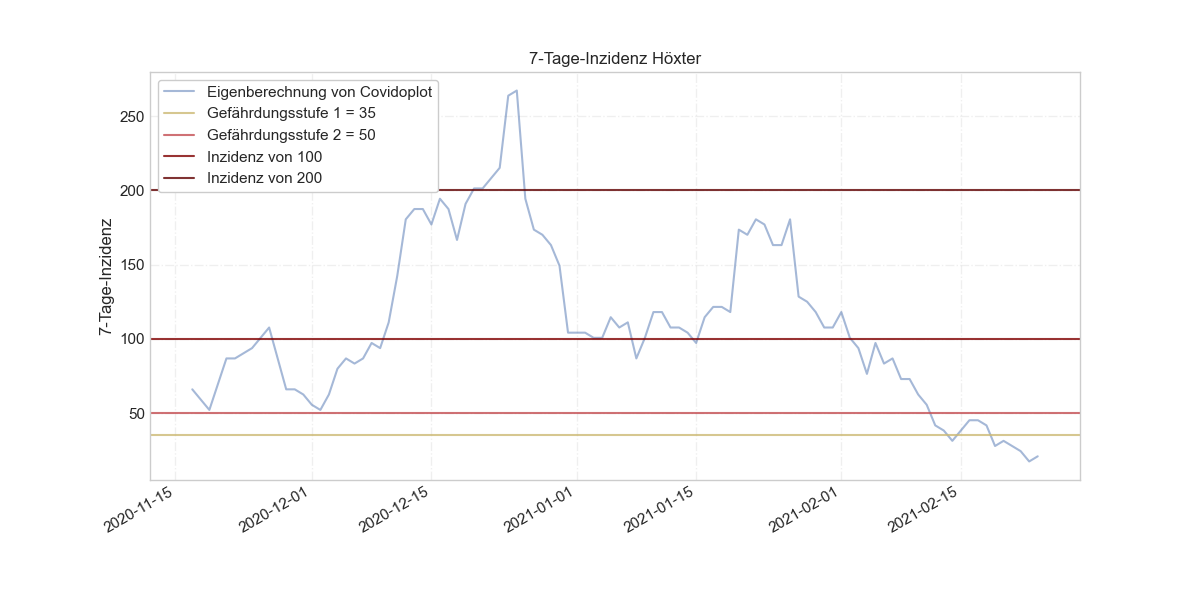 7-Tage-Inzidenz Höxter
Eigenberechnung von Covidoplot
Gefährdungsstufe 1 = 35
Gefährdungsstufe 2 = 50
Inzidenz von 100
Inzidenz von 200
7-Tage-Inzidenz
250
200
150
100
50
2020-11-15
2020-12-01
2020-12-15
2021-01-01
2021-01-15
2021-02-01
2021-02-15